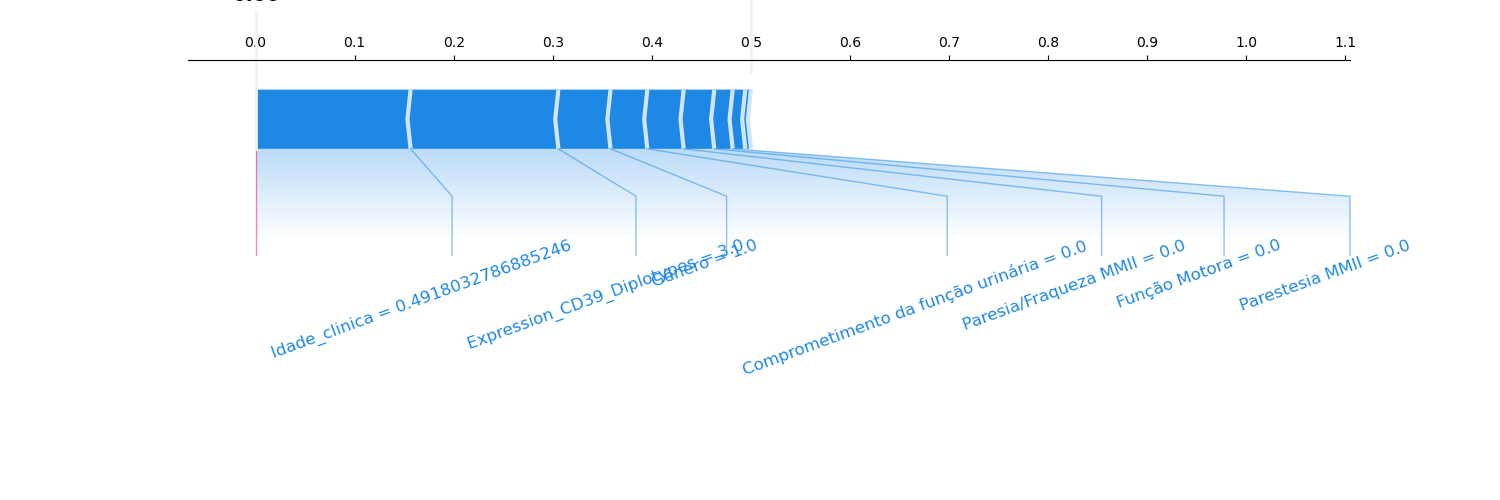 0.0 0.1 0.2 0.3 0.4 0.5 0.6 0.7 0.8 0.9 1.0 1.1
Idade_clinica = 0.4918032786885246
Expression_CD39_Diplotypes = 3.0
Gênero = 1.0
Comprometimento da função urinária = 0.0
Paresia/Fraqueza MMII = 0.0
Função Motora = 0.0
Parestesia MMII = 0.0